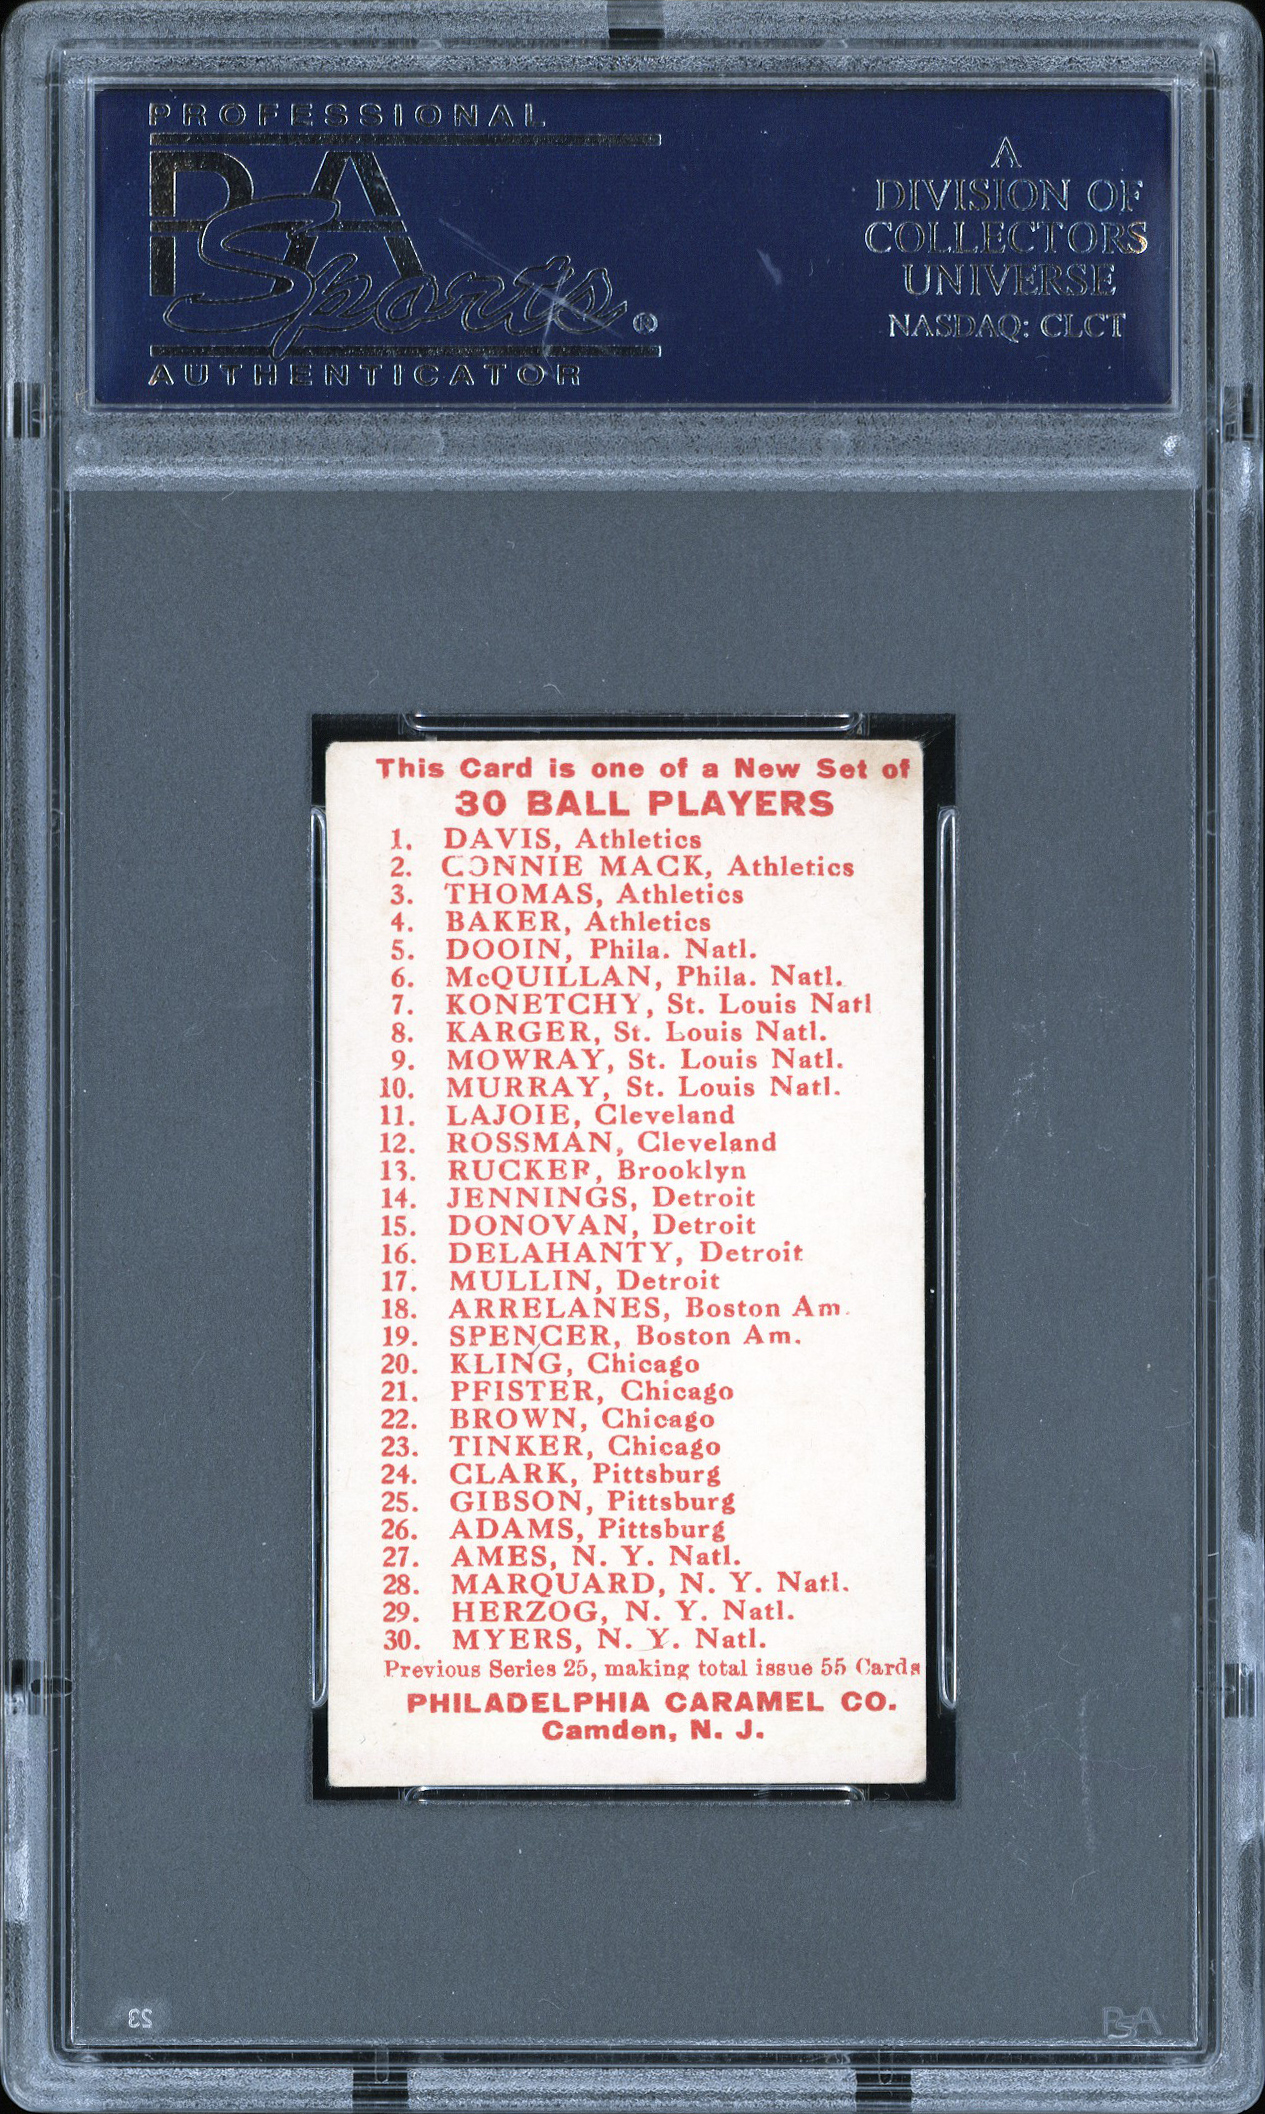 PROFESSIONAL
PSA
Sports ®
AUTHENTICATOR
A
DIVISION OF
COLLECTORS
UNIVERSE
NASDAQ: CLCT
This Card is one of a New Set of
30 BALL PLAYERS
1. DAVIS, Athletics
2. CONNIE MACK, Athletics
3. THOMAS, Athletics
4. BAKER, Athletics
5. DOOIN, Phila. Natl.
6. McQUILLAN, Phila. Natl.
7. KONETCHY, St. Louis Natl
8. KARGER, St. Louis Natl.
9. MOWRAY, St. Louis Natl.
10. MURRAY, St. Louis Natl.
11. LAJOIE, Cleveland
12. ROSSMAN, Cleveland
13. RUCKER, Brooklyn
14. JENNINGS, Detroit
15. DONOVAN, Detroit
16. DELAHANTY, Detroit
17. MULLIN, Detroit
18. ARRELANES, Boston Am.
19. SPENCER, Boston Am.
20. KLING, Chicago
21. PFISTER, Chicago
22. BROWN, Chicago
23. TINKER, Chicago
24. CLARK, Pittsburg
25. GIBSON, Pittsburg
26. ADAMS, Pittsburg
27. AMES, N. Y. Natl.
28. MARQUARD, N. Y. Natl.
29. HERZOG, N. Y. Natl.
30. MYERS, N. Y. Natl.
Previous Series 25, making total issue 55 Cards
PHILADELPHIA CARAMEL CO.
Camden, N. J.
23
PSA